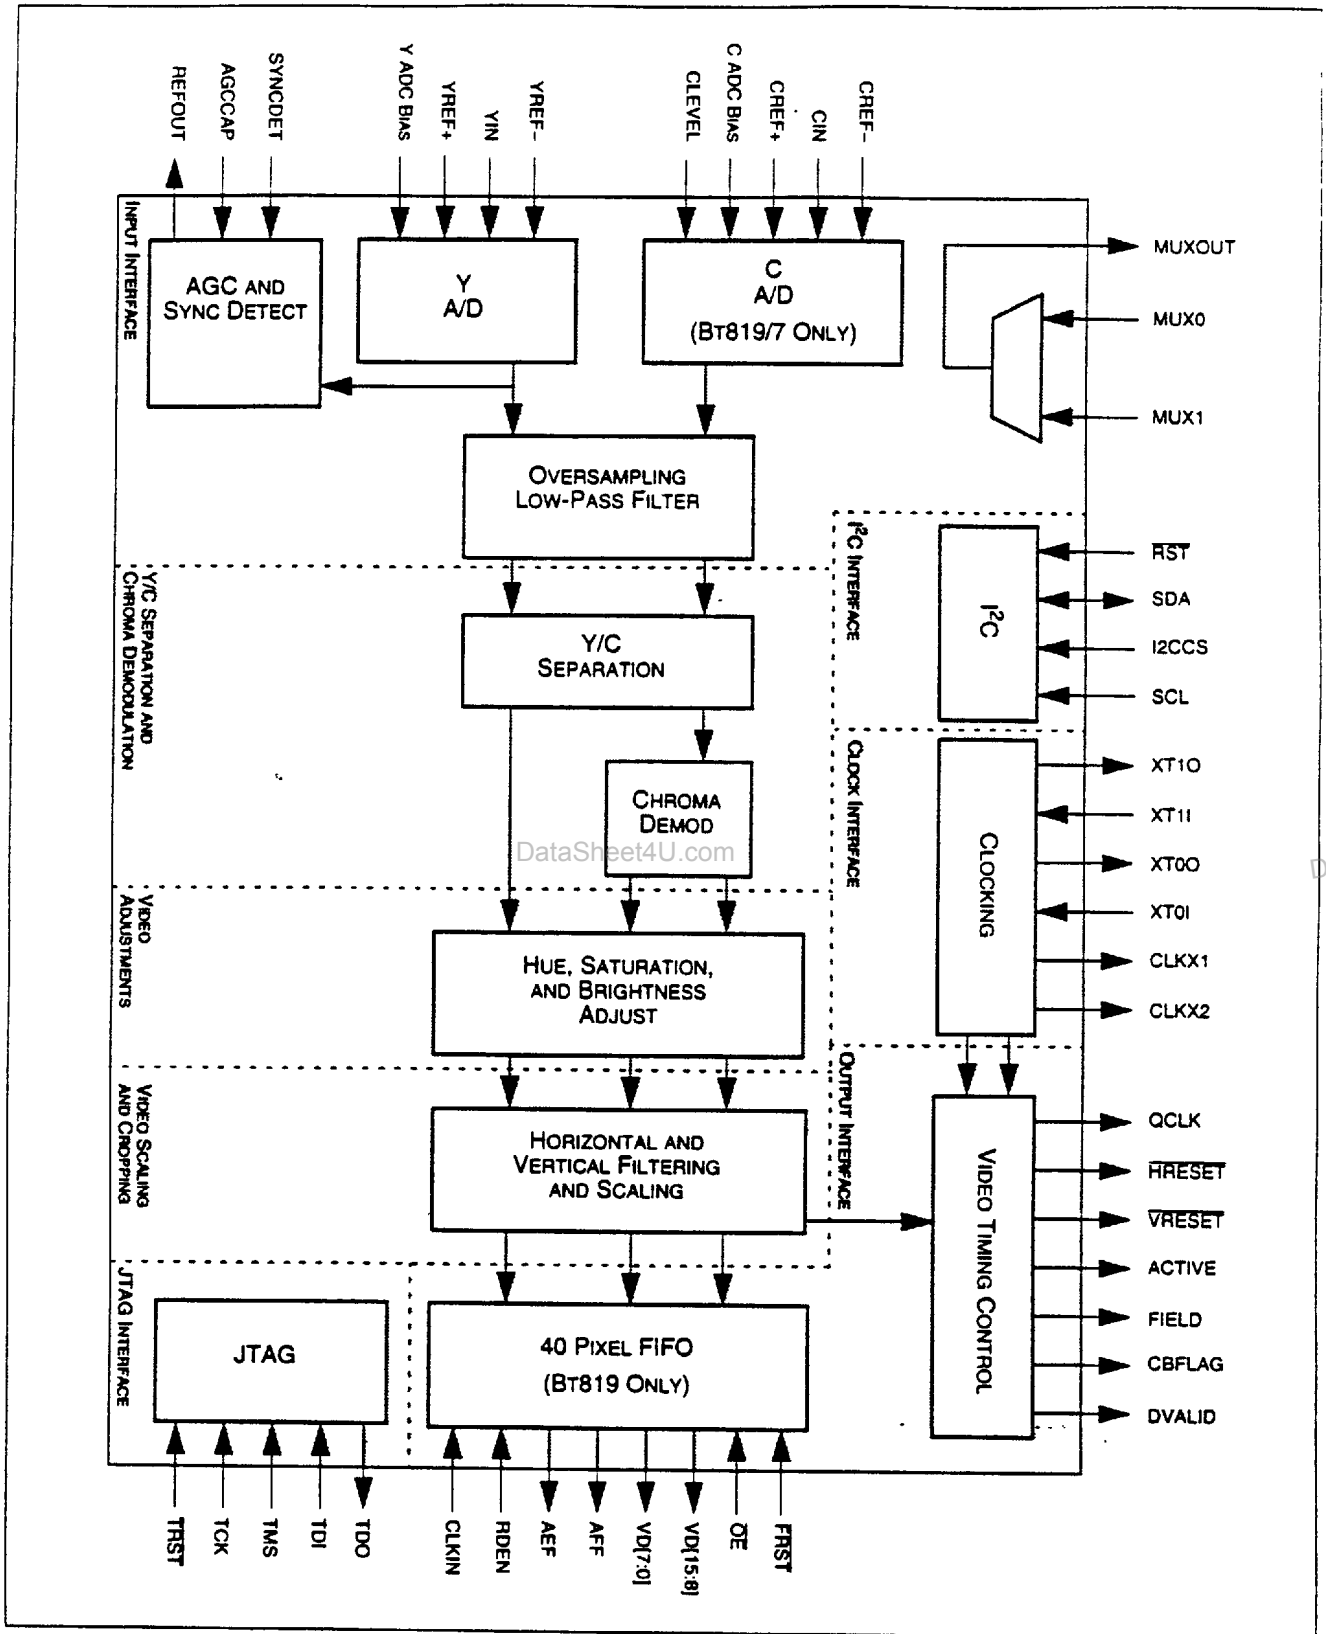 REFOUT
AGCCAP
SYNCDET
Y ADC BIAS
YREF+
YIN
YREF–
CLEVEL
C ADC BIAS
CREF+
CIN
CREF–
INPUT INTERFACE
AGC AND
SYNC DETECT
Y
A/D
C
A/D
(BT819/7 ONLY)
MUXOUT
MUX0
MUX1
OVERSAMPLING
LOW-PASS FILTER
I²C INTERFACE
I²C
RST
SDA
I2CCS
SCL
Y/C SEPARATION AND
CHROMA DEMODULATION
Y/C
SEPARATION
CHROMA
DEMOD
DataSheet4U.com
D
CLOCK INTERFACE
CLOCKING
XT1O
XT1I
XT0O
XT0I
CLKX1
CLKX2
VIDEO
ADJUSTMENTS
HUE, SATURATION,
AND BRIGHTNESS
ADJUST
VIDEO SCALING
AND CROPPING
HORIZONTAL AND
VERTICAL FILTERING
AND SCALING
OUTPUT INTERFACE
VIDEO TIMING CONTROL
QCLK
HRESET
VRESET
ACTIVE
FIELD
CBFLAG
DVALID
JTAG INTERFACE
JTAG
40 PIXEL FIFO
(BT819 ONLY)
TRST
TCK
TMS
TDI
TDO
CLKIN
RDEN
AEF
AFF
VD[7:0]
VD[15:8]
OE
FRST